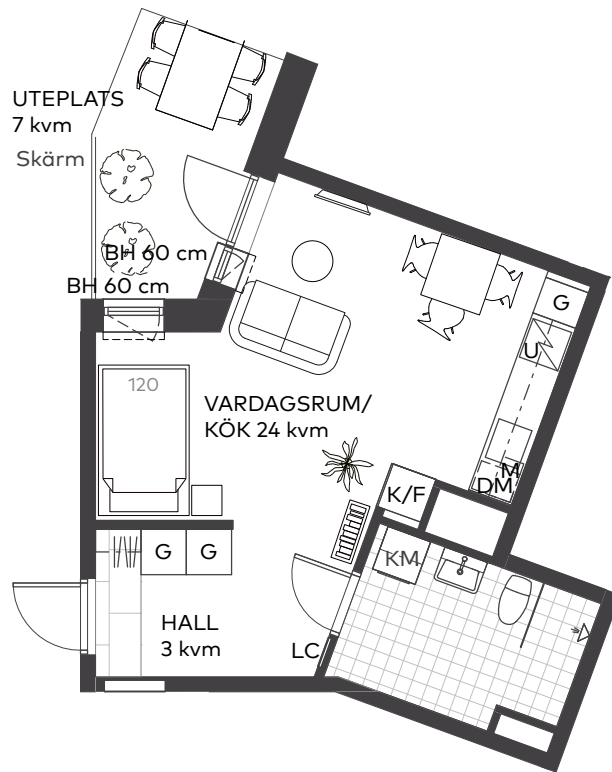 UTEPLATS
7 kvm
Skärm
BH 60 cm
BH 60 cm
G
U
120
VARDAGSRUM/
KÖK 24 kvm
M
DM
K/F
G
G
KM
HALL
3 kvm
LC